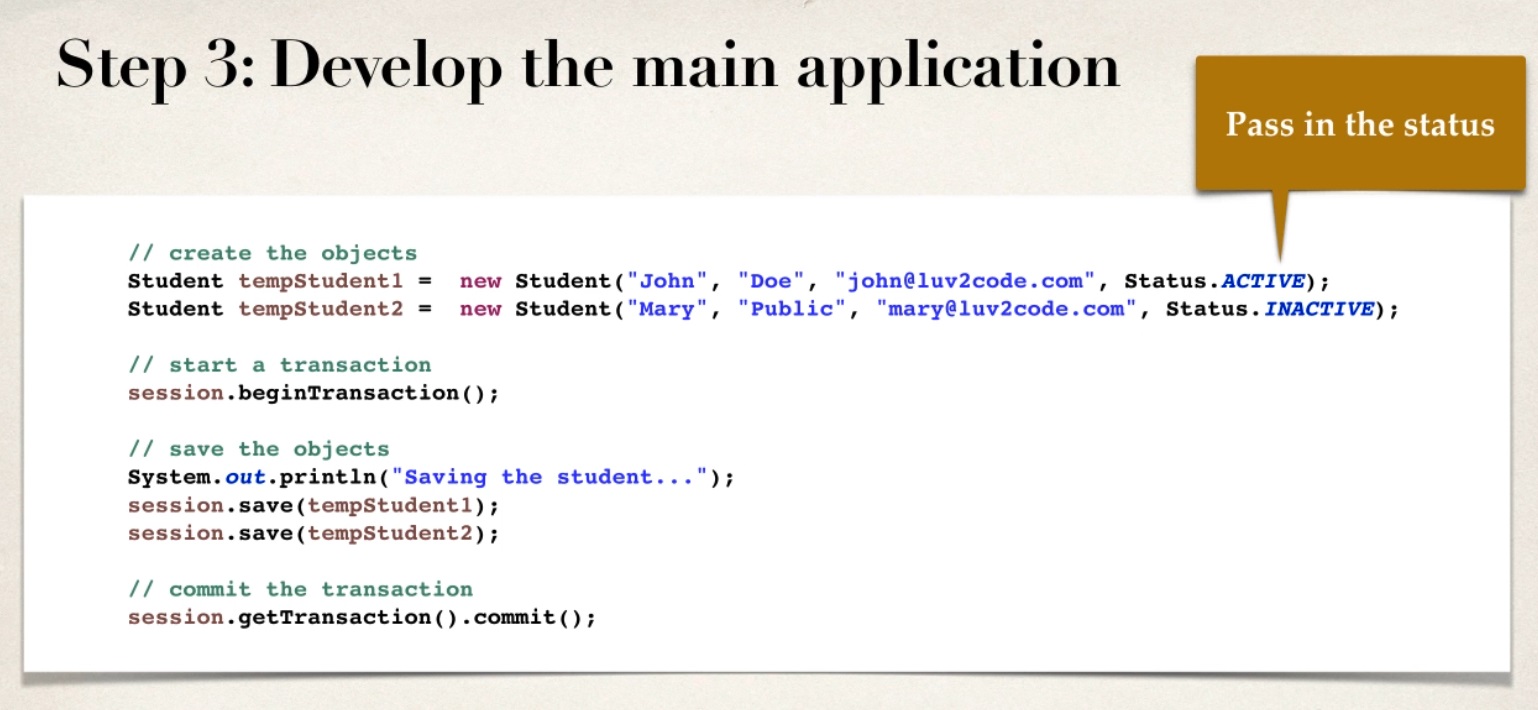 Step 3: Develop the main application
Pass in the status
// create the objects
Student tempStudent1 =  new Student("John", "Doe", "john@luv2code.com", Status.ACTIVE);
Student tempStudent2 =  new Student("Mary", "Public", "mary@luv2code.com", Status.INACTIVE);
// start a transaction
session.beginTransaction();
// save the objects
System.out.println("Saving the student...");
session.save(tempStudent1);
session.save(tempStudent2);
// commit the transaction
session.getTransaction().commit();